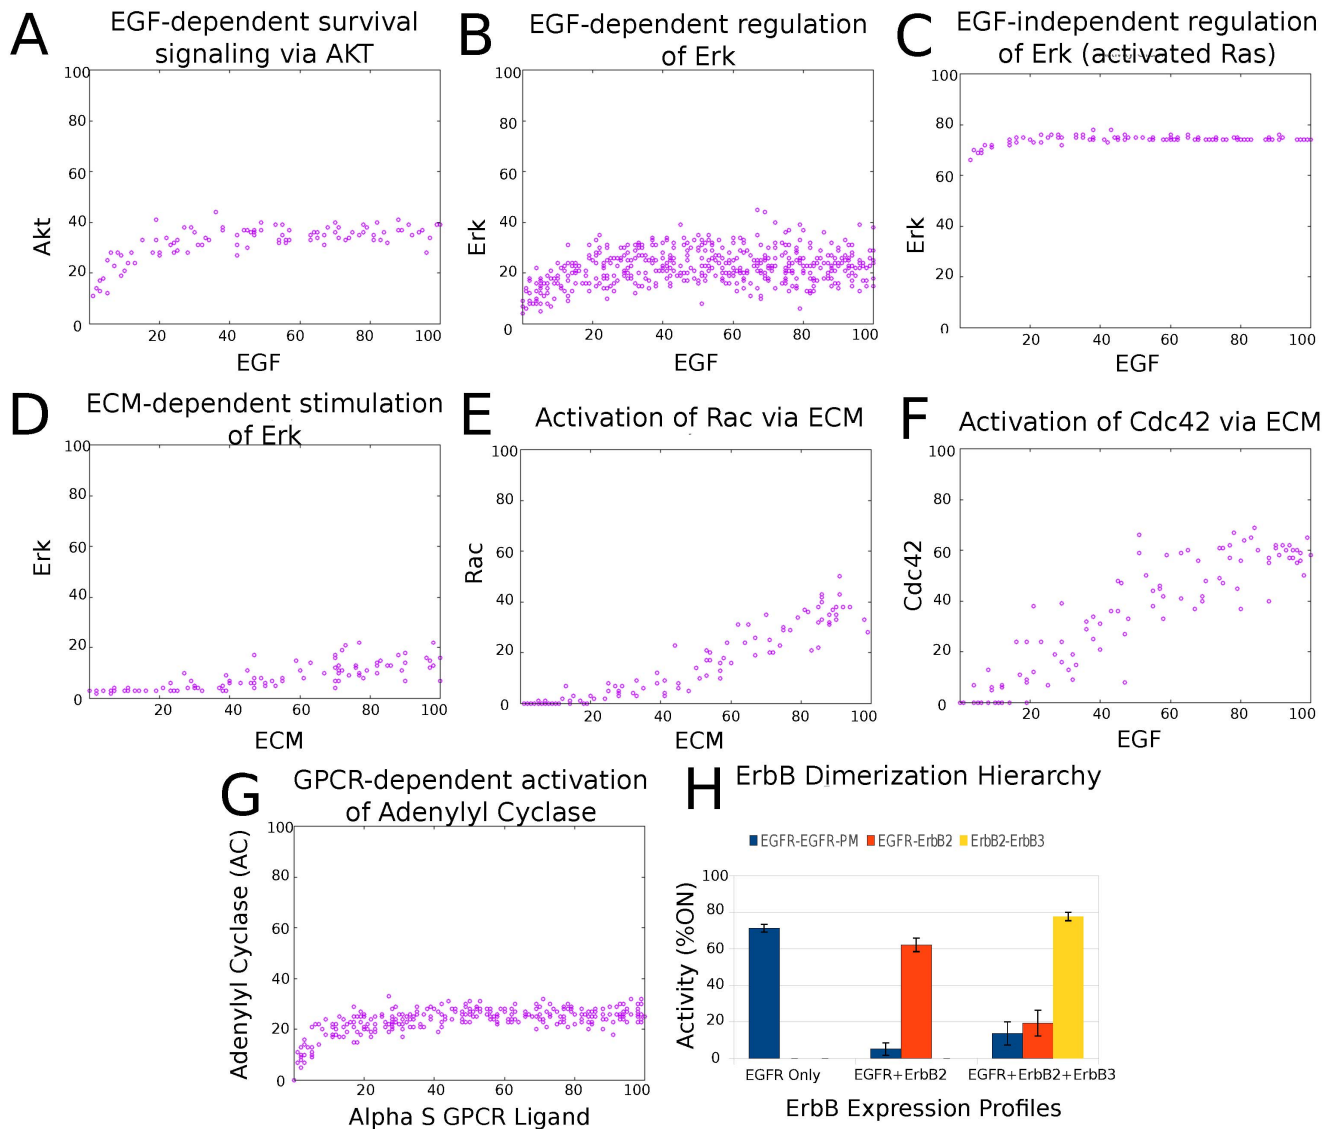 A
EGF-dependent survival
signaling via AKT
100
80
60
40
20
0
20
40
60
80
100
Akt
EGF
B
EGF-dependent regulation
of Erk
100
80
60
40
20
0
20
40
60
80
100
Erk
EGF
C
EGF-independent regulation
of Erk (activated Ras)
100
80
60
40
20
0
20
40
60
80
100
Erk
EGF
D
ECM-dependent stimulation
of Erk
100
80
60
40
20
0
20
40
60
80
100
Erk
ECM
E
Activation of Rac via ECM
100
80
60
40
20
0
20
40
60
80
100
Rac
ECM
F
Activation of Cdc42 via ECM
100
80
60
40
20
0
20
40
60
80
100
Cdc42
EGF
G
GPCR-dependent activation
of Adenylyl Cyclase
100
80
60
40
20
0
20
40
60
80
100
Adenylyl Cyclase (AC)
Alpha S GPCR Ligand
H
ErbB Dimerization Hierarchy
EGFR-EGFR-PM EGFR-ErbB2 ErbB2-ErbB3
100
80
60
40
20
0
Activity (%ON)
EGFR Only EGFR+ErbB2 EGFR+ErbB2+ErbB3
ErbB Expression Profiles